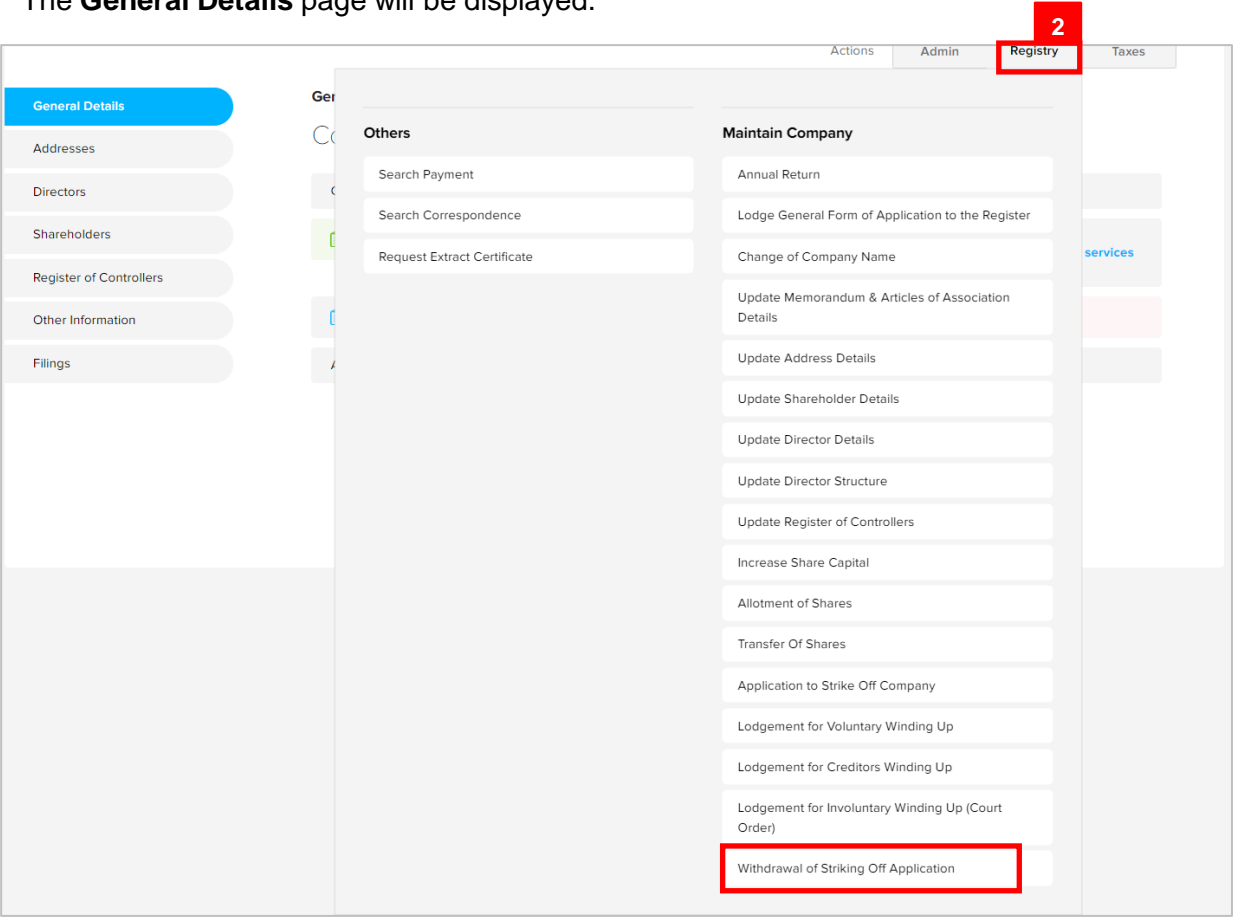 The General Details page will be displayed.
2
Actions Admin Registry Taxes
General Details
Addresses
Directors
Shareholders
Register of Controllers
Other Information
Filings
Others
Search Payment
Search Correspondence
Request Extract Certificate
Maintain Company
Annual Return
Lodge General Form of Application to the Register
Change of Company Name
Update Memorandum & Articles of Association
Details
Update Address Details
Update Shareholder Details
Update Director Details
Update Director Structure
Update Register of Controllers
Increase Share Capital
Allotment of Shares
Transfer Of Shares
Application to Strike Off Company
Lodgement for Voluntary Winding Up
Lodgement for Creditors Winding Up
Lodgement for Involuntary Winding Up (Court
Order)
Withdrawal of Striking Off Application
services